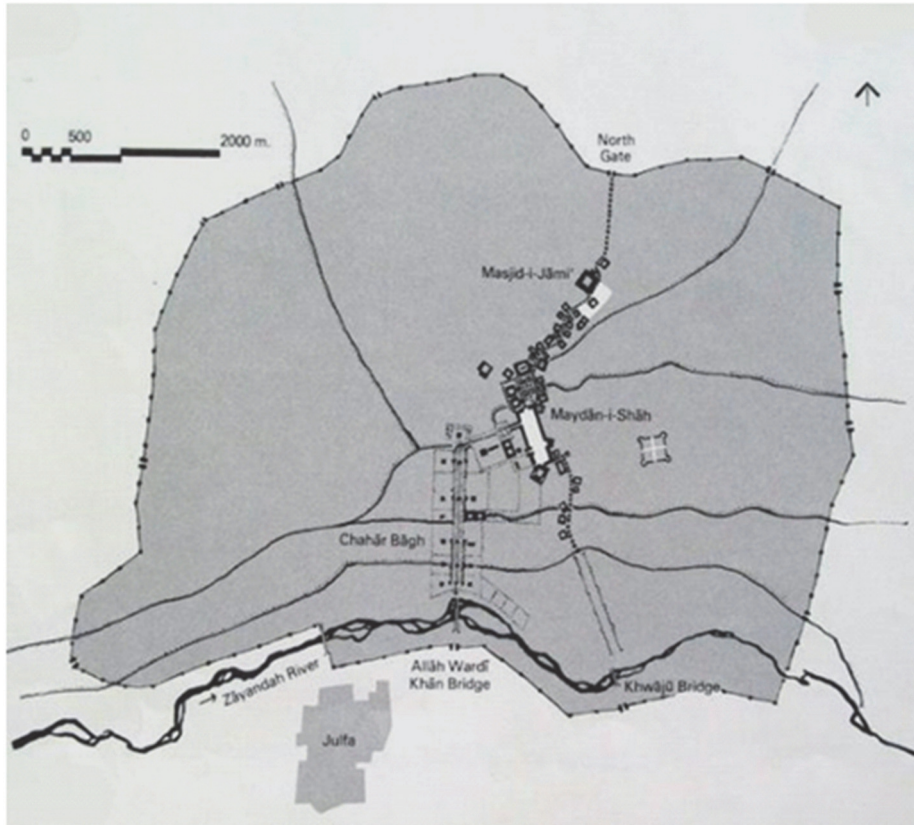 0 500 2000 m.
North
Gate
Masjid-i-Jāmi'
Maydān-i-Shāh
Chahār Bāgh
Allāh Wardī
Khān Bridge
Khwājū Bridge
→ Zāyandah River
Julfa